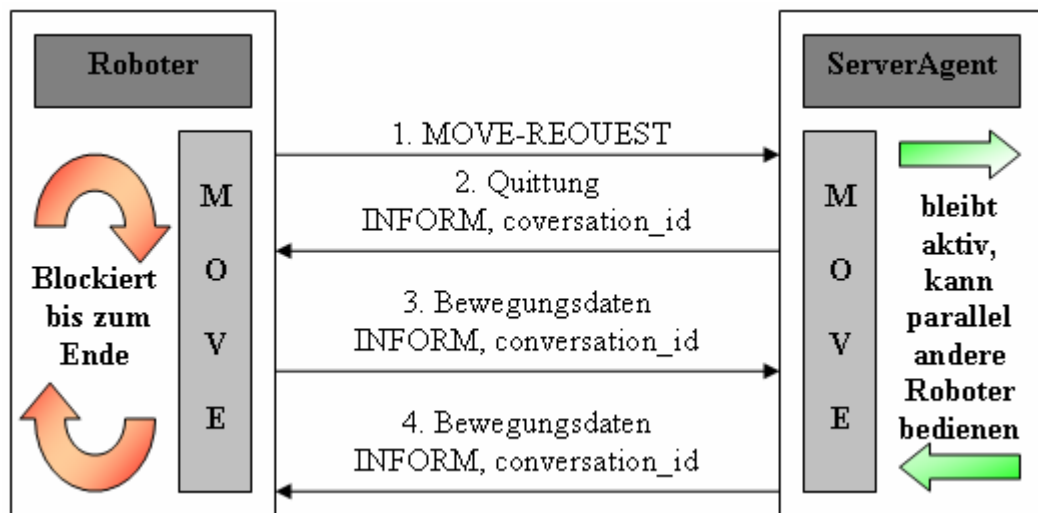 Roboter
ServerAgent
1. MOVE-REOUEST
2. Quittung
INFORM, coversation_id
3. Bewegungsdaten
INFORM, conversation_id
4. Bewegungsdaten
INFORM, conversation_id
Blockiert
bis zum
Ende
M
O
V
E
M
O
V
E
bleibt
aktiv,
kann
parallel
andere
Roboter
bedienen